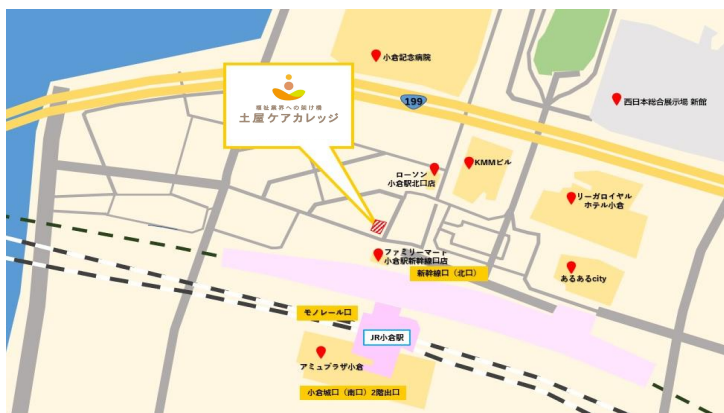 小倉記念病院
福祉業界への架け橋
土屋ケアカレッジ
199
西日本総合展示場 新館
ローソン
小倉駅北口店
KMMビル
リーガロイヤル
ホテル小倉
ファミリーマート
小倉駅新幹線口店
新幹線口（北口）
あるあるcity
モノレール口
JR小倉駅
アミュプラザ小倉
小倉城口（南口）2階出口